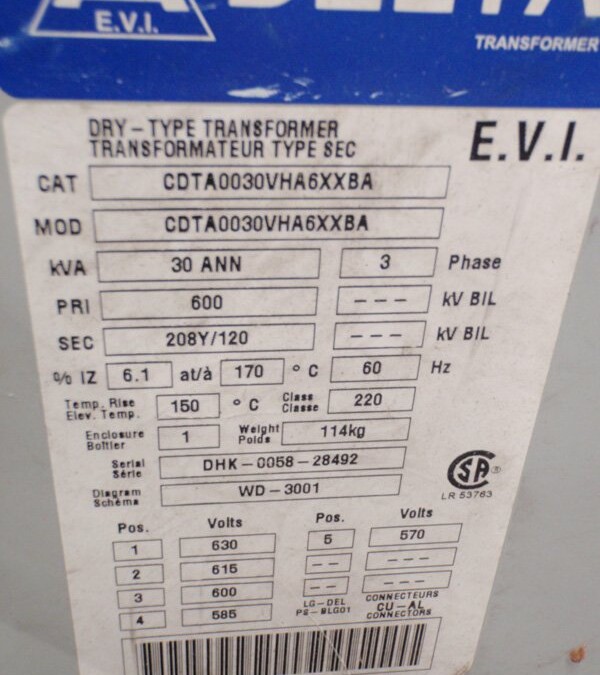 E.V.I.
DELTA
TRANSFORMER
DRY-TYPE TRANSFORMER
TRANSFORMATEUR TYPE SEC
E.V.I.
CAT CDTA0030VHA6XXBA
MOD CDTA0030VHA6XXBA
kVA 30 ANN 3 Phase
PRI 600 --- kV BIL
SEC 208Y/120 --- kV BIL
% IZ 6.1 at/à 170 °C 60 Hz
Temp. Rise
Elev. Temp. 150 °C Class
Classe 220
Enclosure
Boîtier 1 Weight
Poids 114kg
Serial
Série DHK-0058-28492
Diagram
Schéma WD-3001
SA ®
LR 53763
Pos. Volts Pos. Volts
1 630 5 570
2 615 -- ---
3 600 -- ---
4 585 LG-DEL
PS-BLG01 CONNECTEURS
CU-AL
CONNECTORS